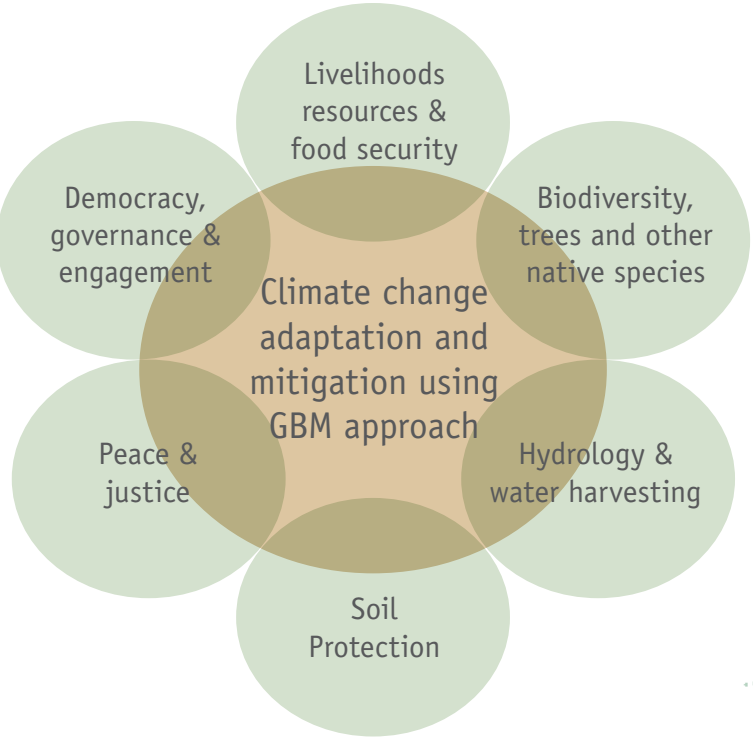 Livelihoods
resources &
food security
Democracy,
governance &
engagement
Biodiversity,
trees and other
native species
Climate change
adaptation and
mitigation using
GBM approach
Peace &
justice
Hydrology &
water harvesting
Soil
Protection